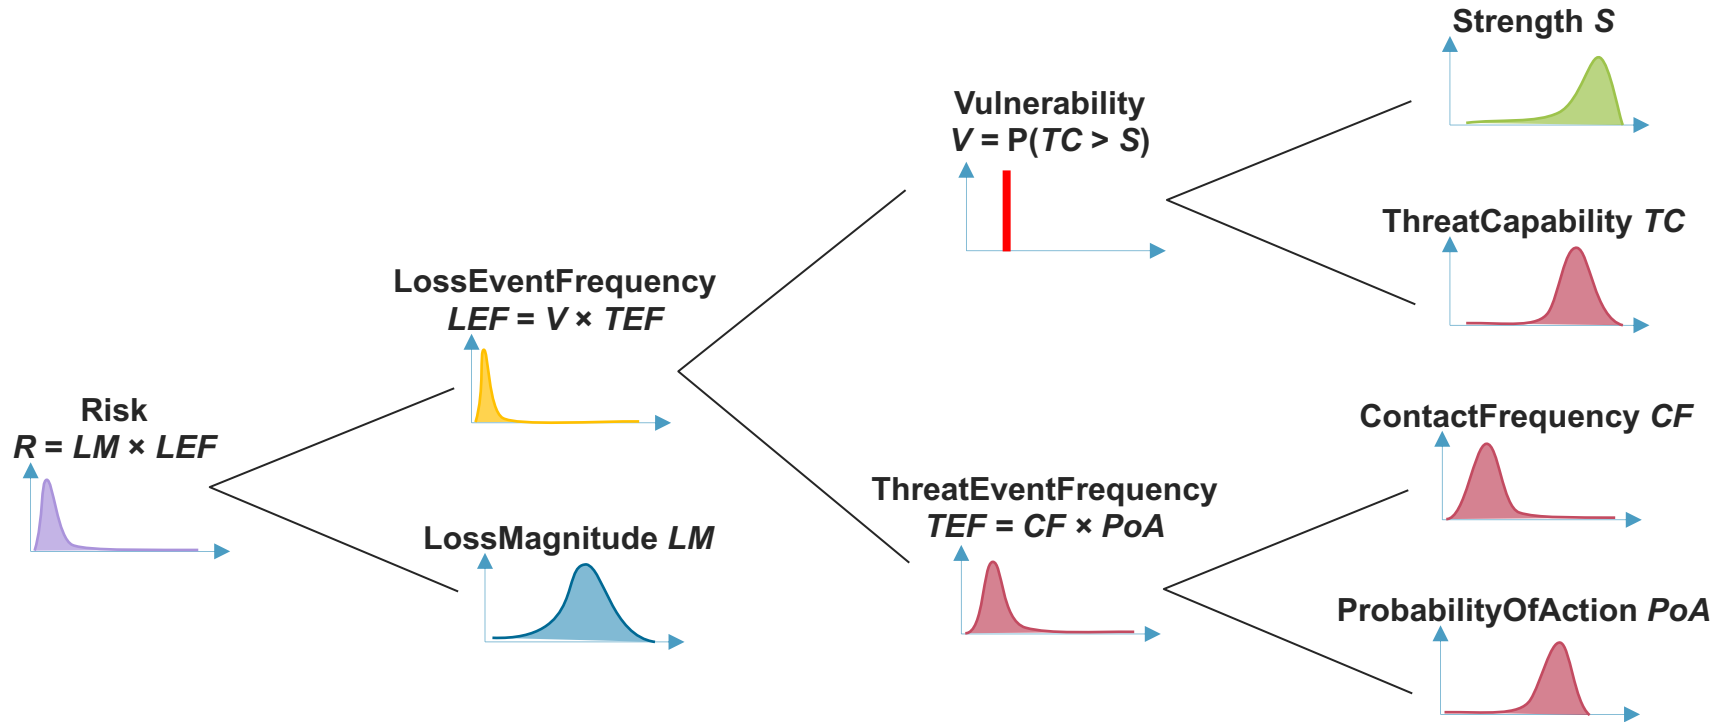 Strength S
Vulnerability
V = P(TC > S)
ThreatCapability TC
LossEventFrequency
LEF = V × TEF
Risk
R = LM × LEF
ContactFrequency CF
ThreatEventFrequency
TEF = CF × PoA
LossMagnitude LM
ProbabilityOfAction PoA